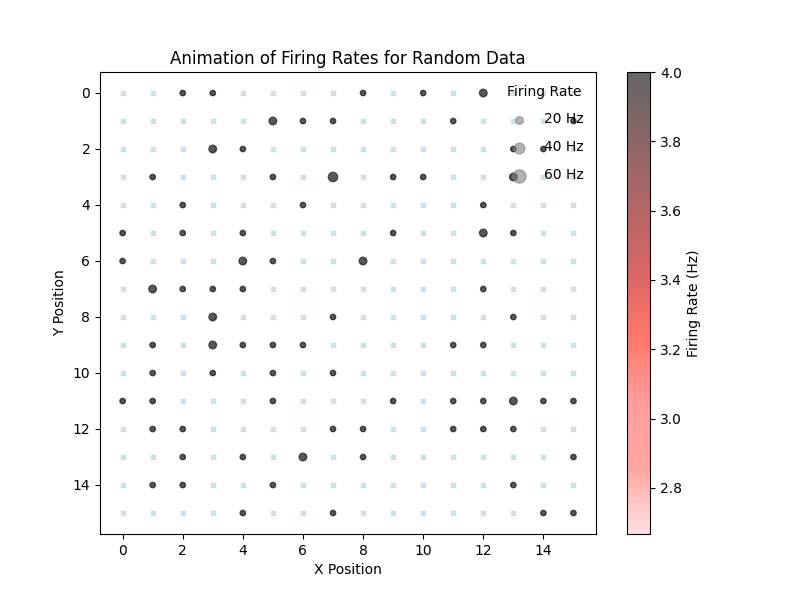 Animation of Firing Rates for Random Data
Firing Rate
20 Hz
40 Hz
60 Hz
0
2
4
6
8
10
12
14
Y Position
0 2 4 6 8 10 12 14
X Position
4.0
3.8
3.6
3.4
3.2
3.0
2.8
Firing Rate (Hz)